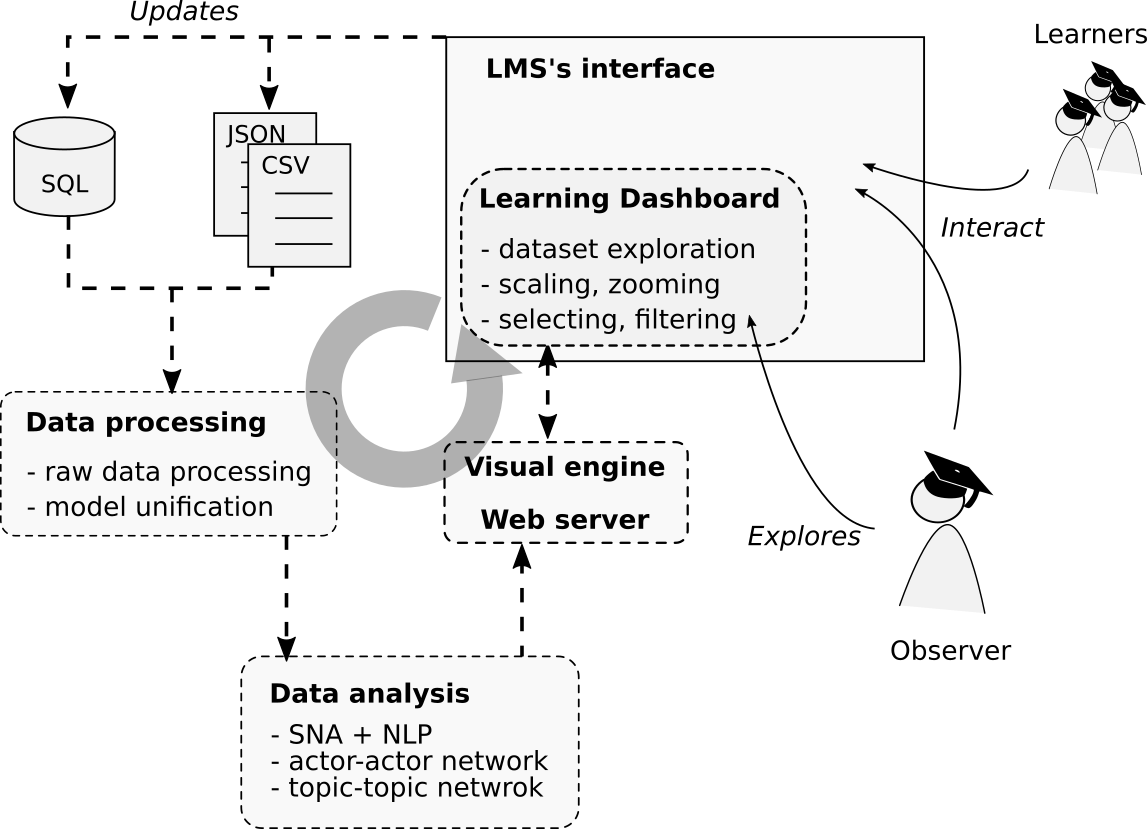 Updates
Learners
LMS's interface
JSON
CSV
SQL
Learning Dashboard
- dataset exploration
- scaling, zooming
- selecting, filtering
Interact
Data processing
- raw data processing
- model unification
Visual engine
Web server
Explores
Observer
Data analysis
- SNA + NLP
- actor-actor network
- topic-topic netwrok